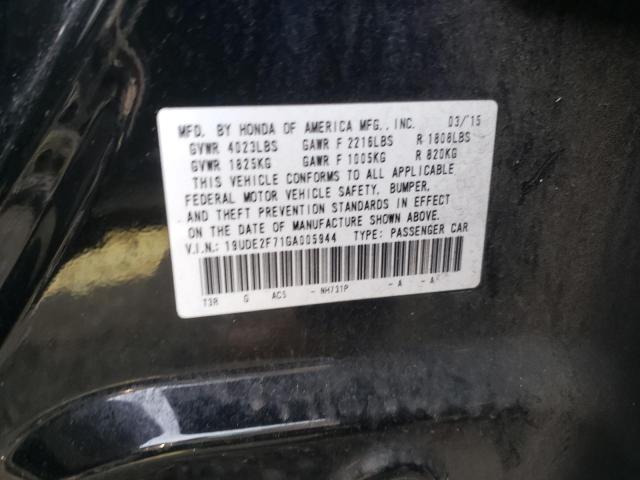 MFD. BY HONDA OF AMERICA MFG., INC. 03/'15
GVWR 4023LBS GAWR F 2216LBS R 1808LBS
GVWR 1825KG GAWR F 1005KG R 820KG
THIS VEHICLE CONFORMS TO ALL APPLICABLE
FEDERAL MOTOR VEHICLE SAFETY, BUMPER,
AND THEFT PREVENTION STANDARDS IN EFFECT
ON THE DATE OF MANUFACTURE SHOWN ABOVE.
V.I.N.: 19UDE2F71GA005944 TYPE: PASSENGER CAR
T3R G ACS - NH731P - A - A